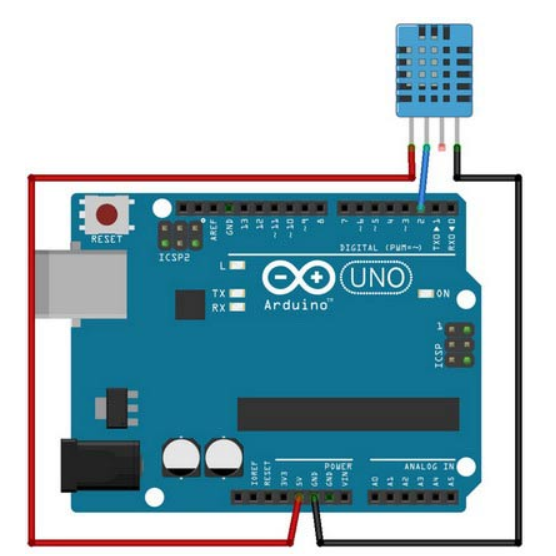 RESET
AREF
GND
13
12
~11
~10
~9
8
7
~6
~5
4
~3
2
TX0 ▶ 1
RX0 ◀ 0
ICSP2
DIGITAL (PWM=~)
L
TX
RX
UNO
Arduino™
ON
1
ICSP
POWER
ANALOG IN
IOREF
RESET
3V3
5V
GND
GND
VIN
A0
A1
A2
A3
A4
A5